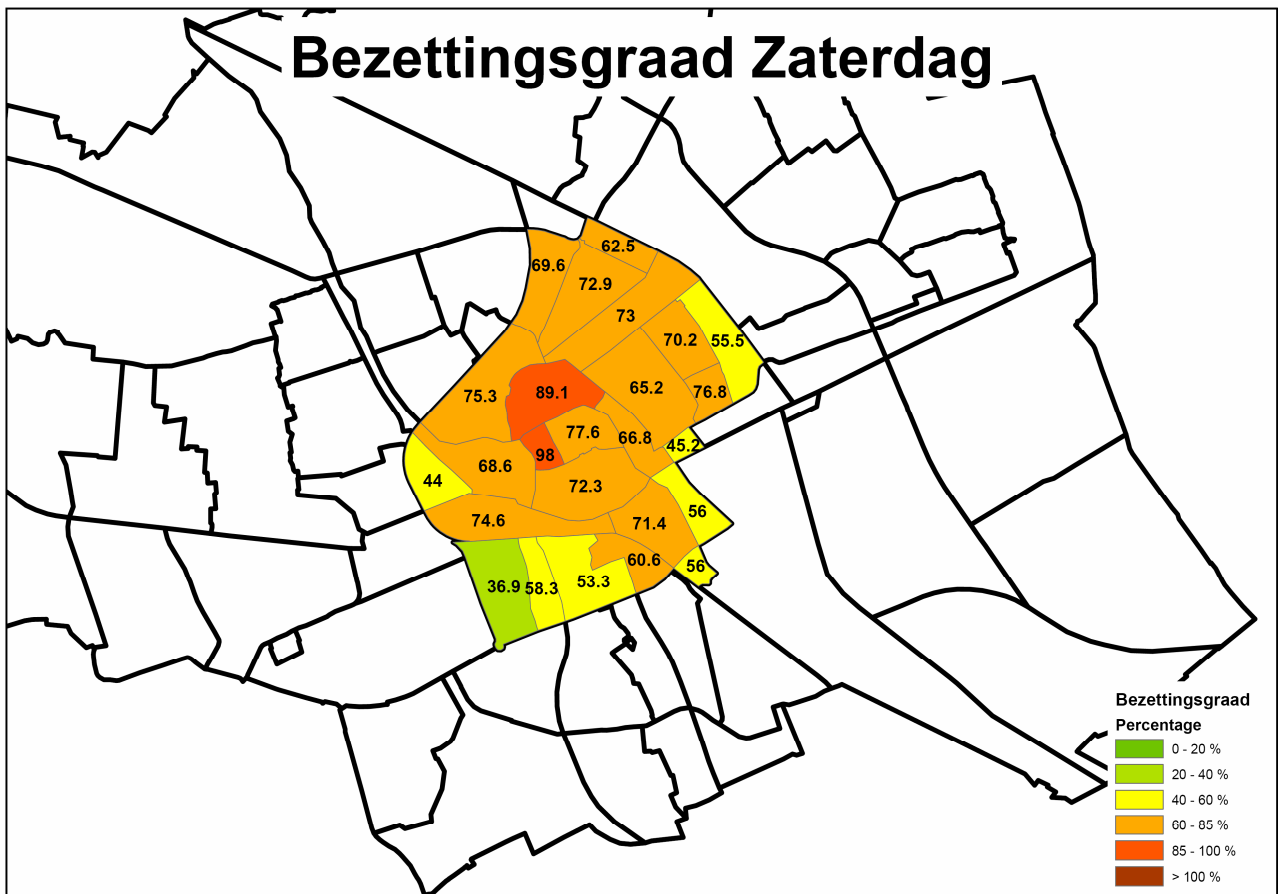 Bezettingsgraad Zaterdag
62.5
69.6
72.9
73
70.2
55.5
75.3
89.1
65.2
76.8
77.6
66.8
45.2
98
68.6
44
72.3
56
74.6
71.4
60.6
56
36.9
58.3
53.3
Bezettingsgraad
Percentage
0 - 20 %
20 - 40 %
40 - 60 %
60 - 85 %
85 - 100 %
> 100 %